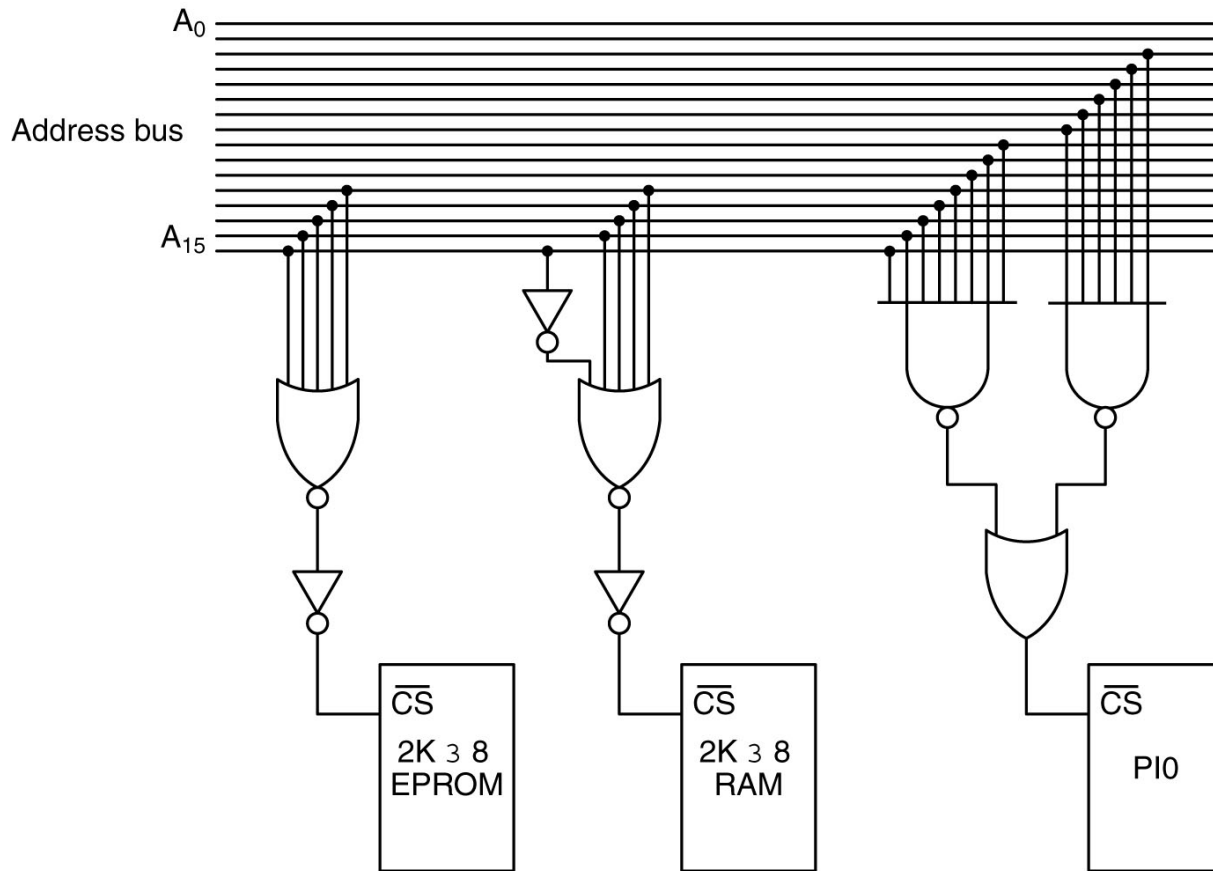 A₀
Address bus
A₁₅
CS
2K 3 8
EPROM
CS
2K 3 8
RAM
CS
PI0